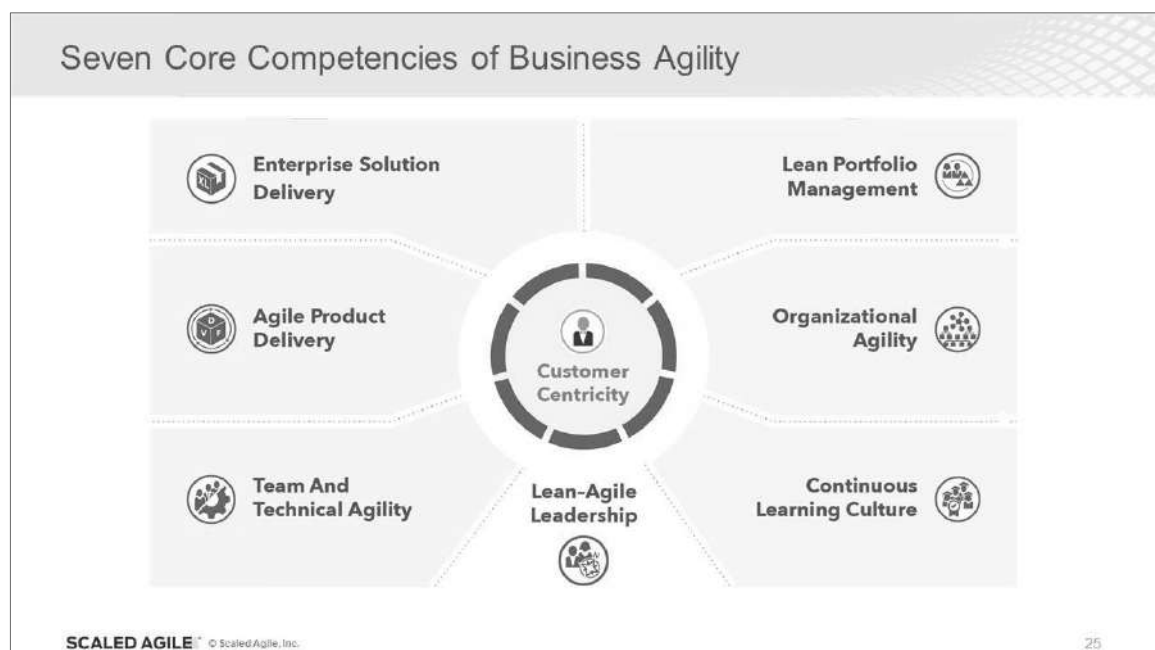 Seven Core Competencies of Business Agility
Enterprise Solution
Delivery
Lean Portfolio
Management
XL
Agile Product
Delivery
D
V F
Organizational
Agility
Customer
Centricity
Team And
Technical Agility
Lean-Agile
Leadership
Continuous
Learning Culture
SCALED AGILE © Scaled Agile, Inc.
25